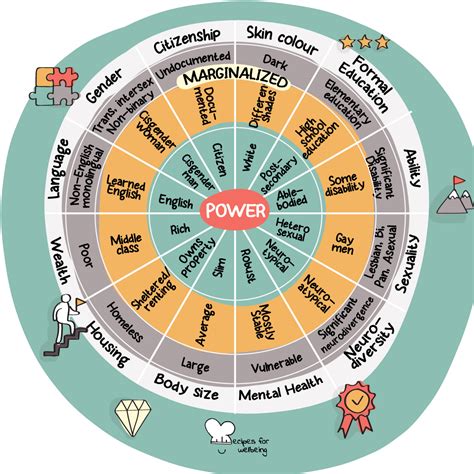 Citizenship
Skin colour
Formal
Education
Ability
Sexuality
Neuro-
diversity
Mental Health
Body Size
Housing
Wealth
Language
Gender
MARGINALIZED
Undocumented
Dark
Elementary
education
Significant
Disability
Lesbian, Bi,
Pan, Asexual
Significant
neurodivergence
Vulnerable
Large
Homeless
Poor
Non-English
monolingual
Trans, intersex
Non-binary
Docu-
mented
Different
shades
High
school
education
Some
disability
Gay
men
Neuro-
atypical
Mostly
Stable
Average
Sheltered/
renting
Middle
class
Learned
English
Cisgender
woman
Citizen
White
Post-
secondary
Able-
bodied
Hetero
sexual
Neuro-
typical
Robust
Slim
Owns
property
Rich
English
Cisgender
man
POWER
Recipes for
wellbeing